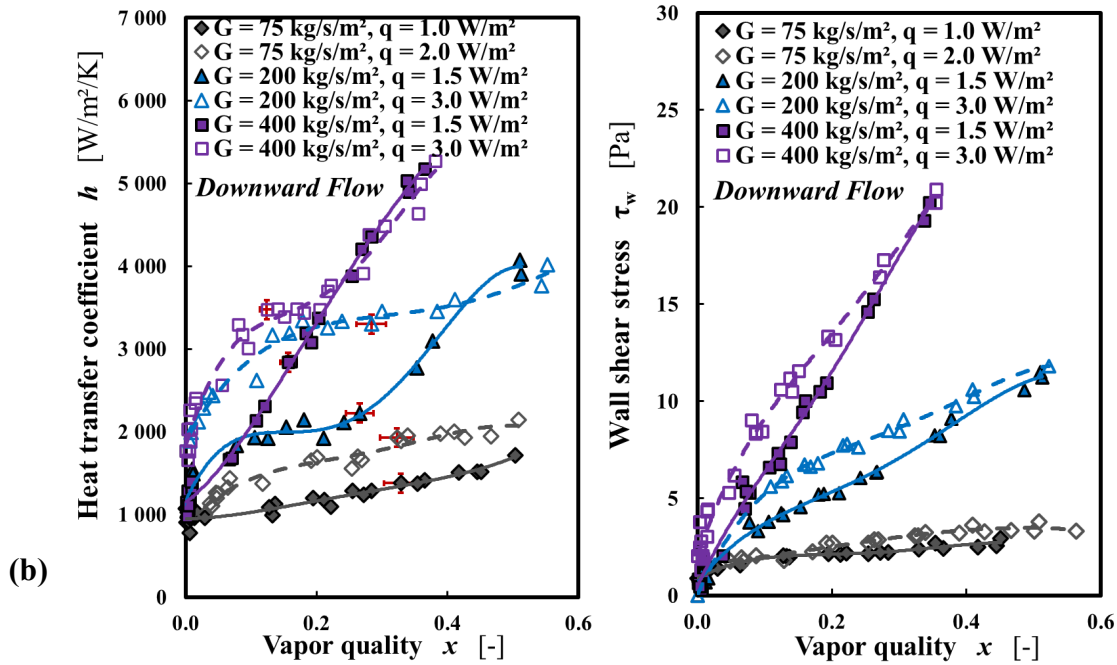 (b)
Heat transfer coefficient h [W/m²/K]
7 000
6 000
5 000
4 000
3 000
2 000
1 000
0
G = 75 kg/s/m², q = 1.0 W/m²
G = 75 kg/s/m², q = 2.0 W/m²
G = 200 kg/s/m², q = 1.5 W/m²
G = 200 kg/s/m², q = 3.0 W/m²
G = 400 kg/s/m², q = 1.5 W/m²
G = 400 kg/s/m², q = 3.0 W/m²
Downward Flow
0.0 0.2 0.4 0.6
Vapor quality x [-]
Wall shear stress τw [Pa]
30
25
20
15
10
5
0
G = 75 kg/s/m², q = 1.0 W/m²
G = 75 kg/s/m², q = 2.0 W/m²
G = 200 kg/s/m², q = 1.5 W/m²
G = 200 kg/s/m², q = 3.0 W/m²
G = 400 kg/s/m², q = 1.5 W/m²
G = 400 kg/s/m², q = 3.0 W/m²
Downward Flow
0.0 0.2 0.4 0.6
Vapor quality x [-]